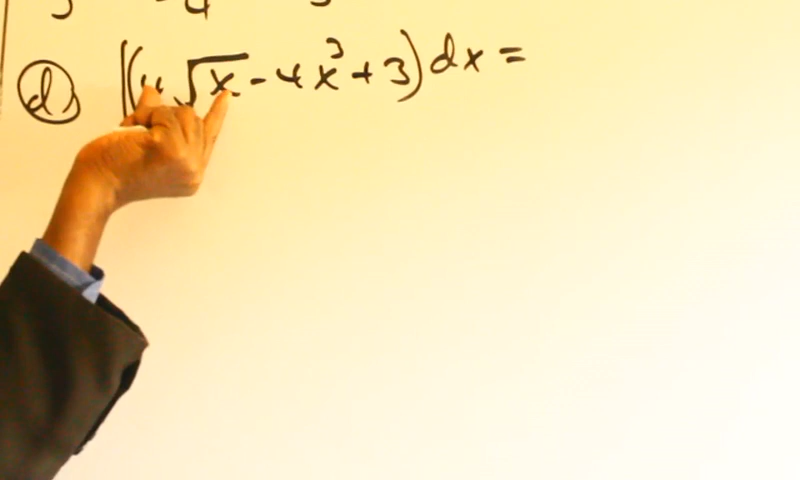 d) ∫(4√x - 4x³ + 3)dx =